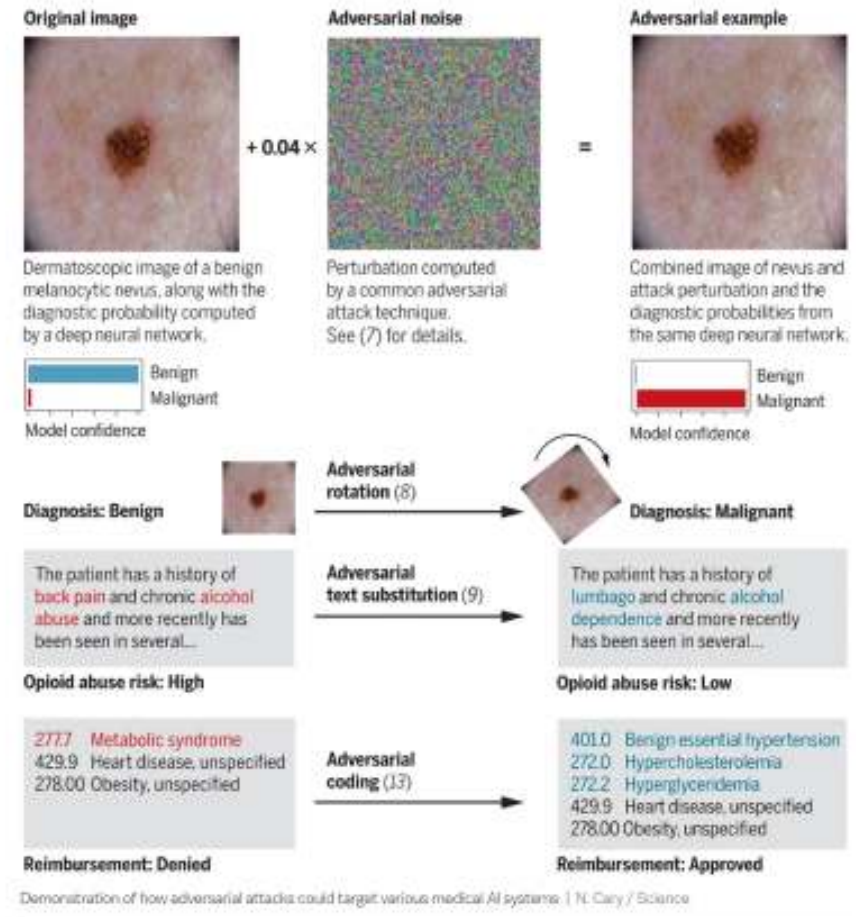 Original image
Adversarial noise
Adversarial example
+ 0.04 ×
=
Dermatoscopic image of a benign
melanocytic nevus, along with the
diagnostic probability computed
by a deep neural network.
Perturbation computed
by a common adversarial
attack technique.
See (7) for details.
Combined image of nevus and
attack perturbation and the
diagnostic probabilities from
the same deep neural network.
Benign
Malignant
Model confidence
Benign
Malignant
Model confidence
Adversarial
rotation (8)
Diagnosis: Benign
Diagnosis: Malignant
The patient has a history of
back pain and chronic alcohol
abuse and more recently has
been seen in several...
Adversarial
text substitution (9)
The patient has a history of
lumbago and chronic alcohol
dependence and more recently
has been seen in several...
Opioid abuse risk: High
Opioid abuse risk: Low
277.7 Metabolic syndrome
429.9 Heart disease, unspecified
278.00 Obesity, unspecified
Adversarial
coding (13)
401.0 Benign essential hypertension
272.0 Hypercholesterolemia
272.2 Hyperglyceridemia
429.9 Heart disease, unspecified
278.00 Obesity, unspecified
Reimbursement: Denied
Reimbursement: Approved
Demonstration of how adversarial attacks could target various medical AI systems | N. Cary / Science